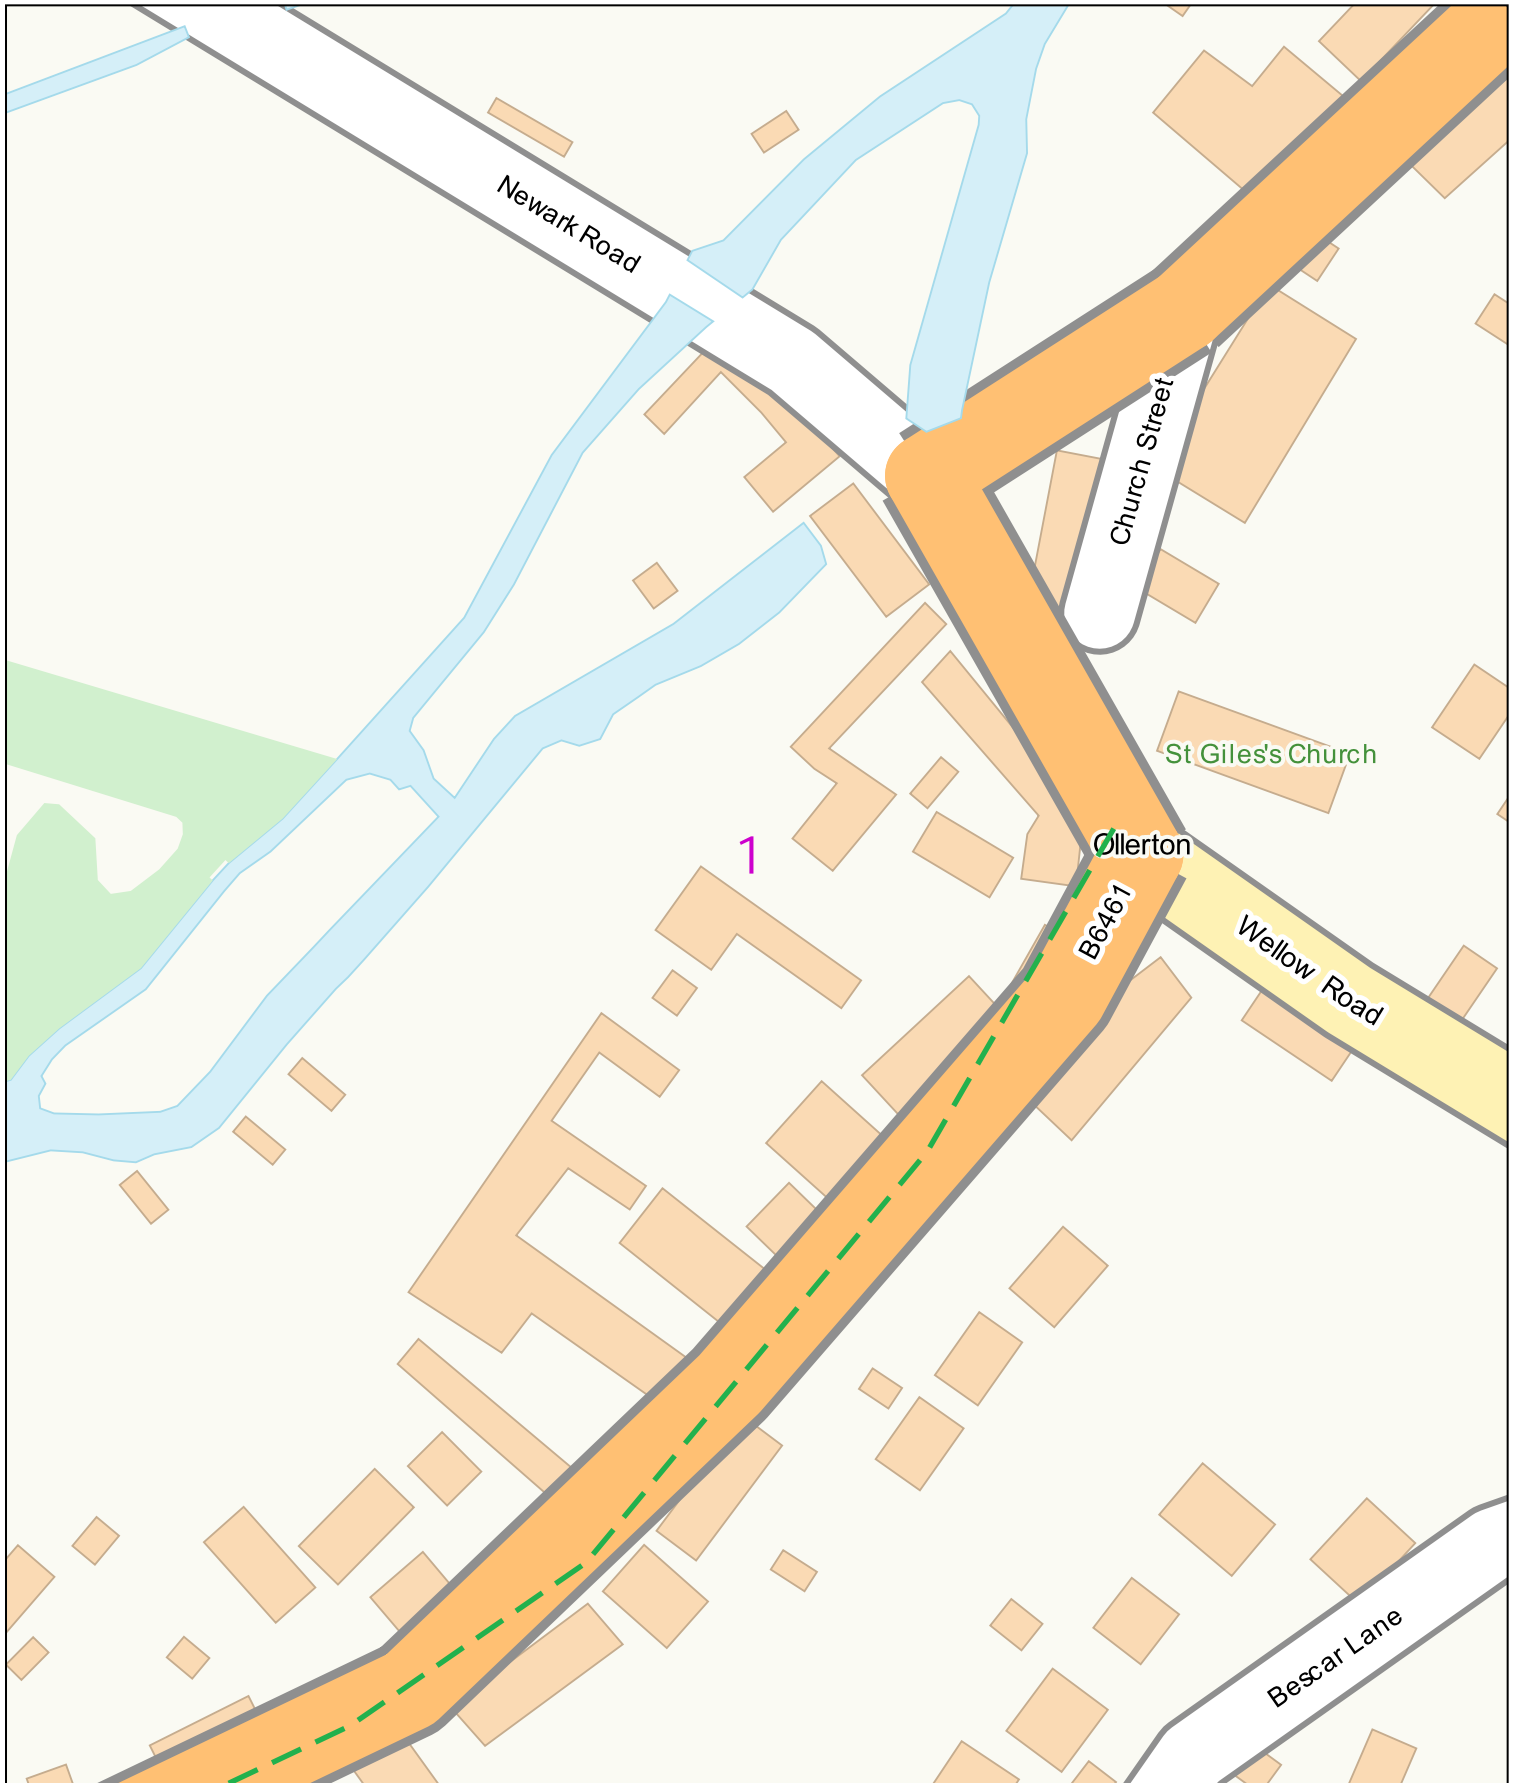 Newark Road
Church Street
St Giles's Church
Ollerton
1
B6461
Wellow Road
Bescar Lane